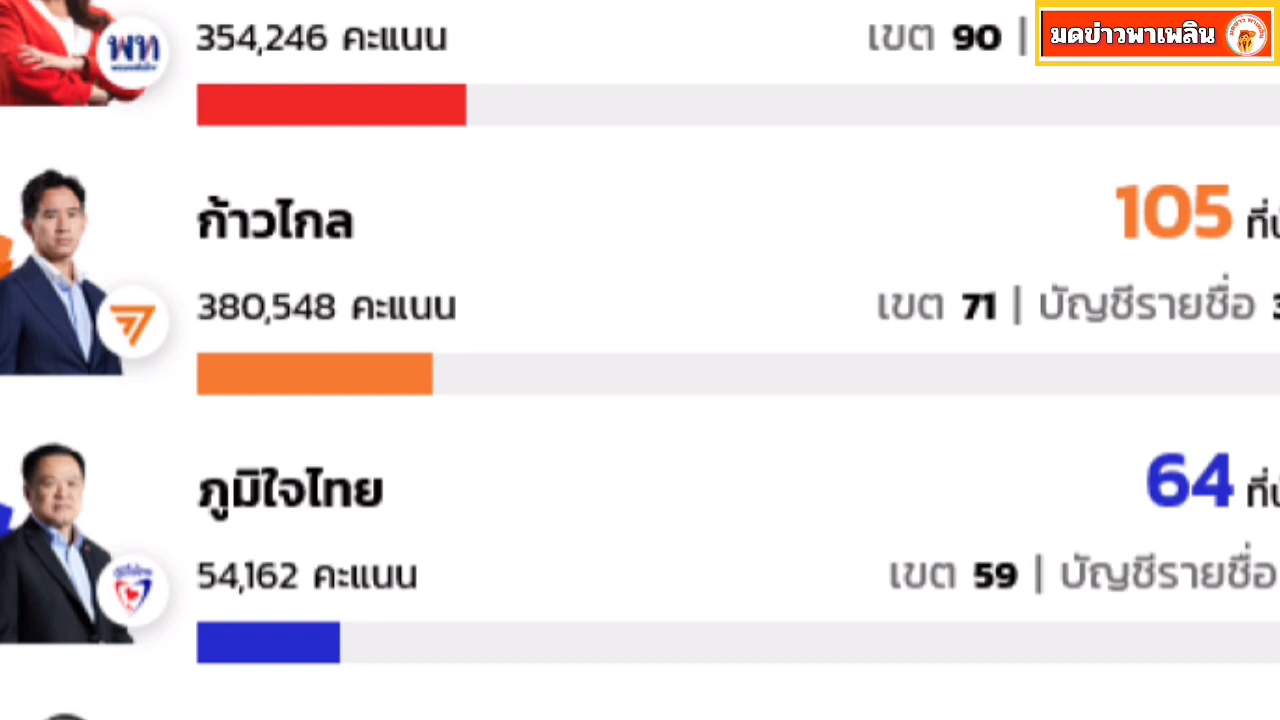 พท
354,246 คะแนน
เขต 90 |
มดข่าวพาเพลิน
ก้าวไกล
105 ที่
380,548 คะแนน
เขต 71 | บัญชีรายชื่อ 3
ภูมิใจไทย
64 ที่
54,162 คะแนน
เขต 59 | บัญชีรายชื่อ